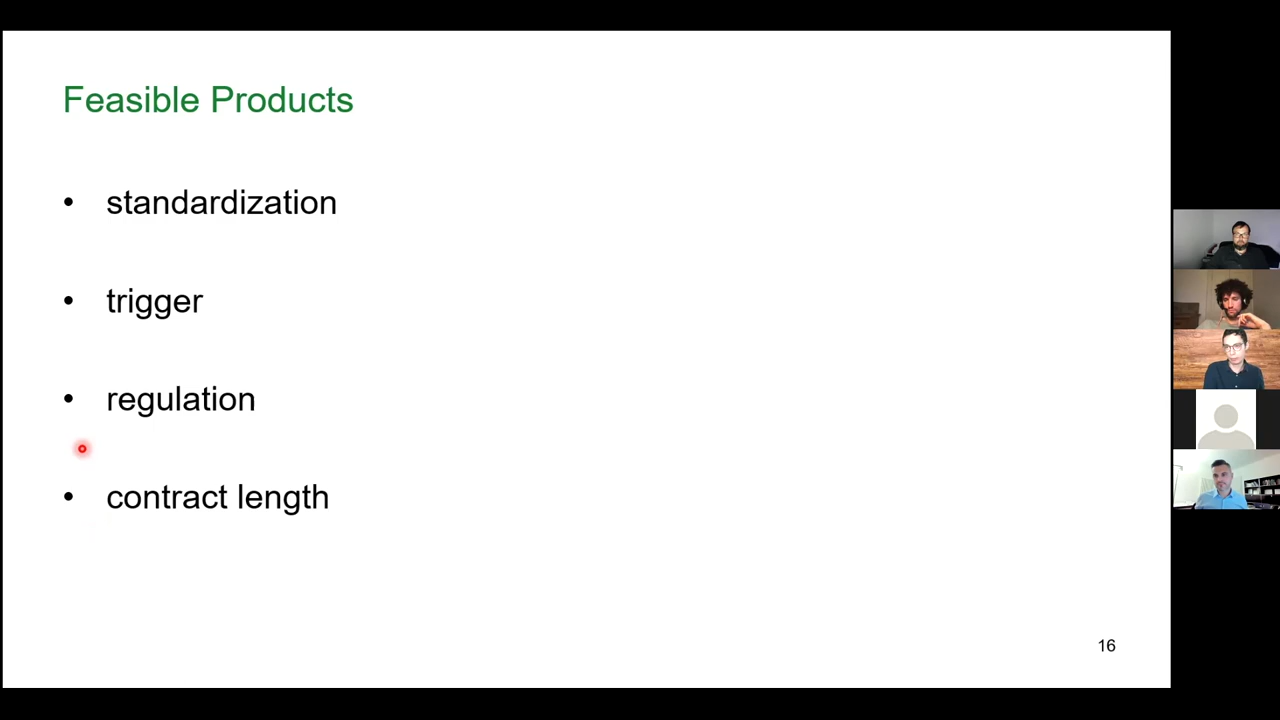 Feasible Products
• standardization
• trigger
• regulation
• contract length
16